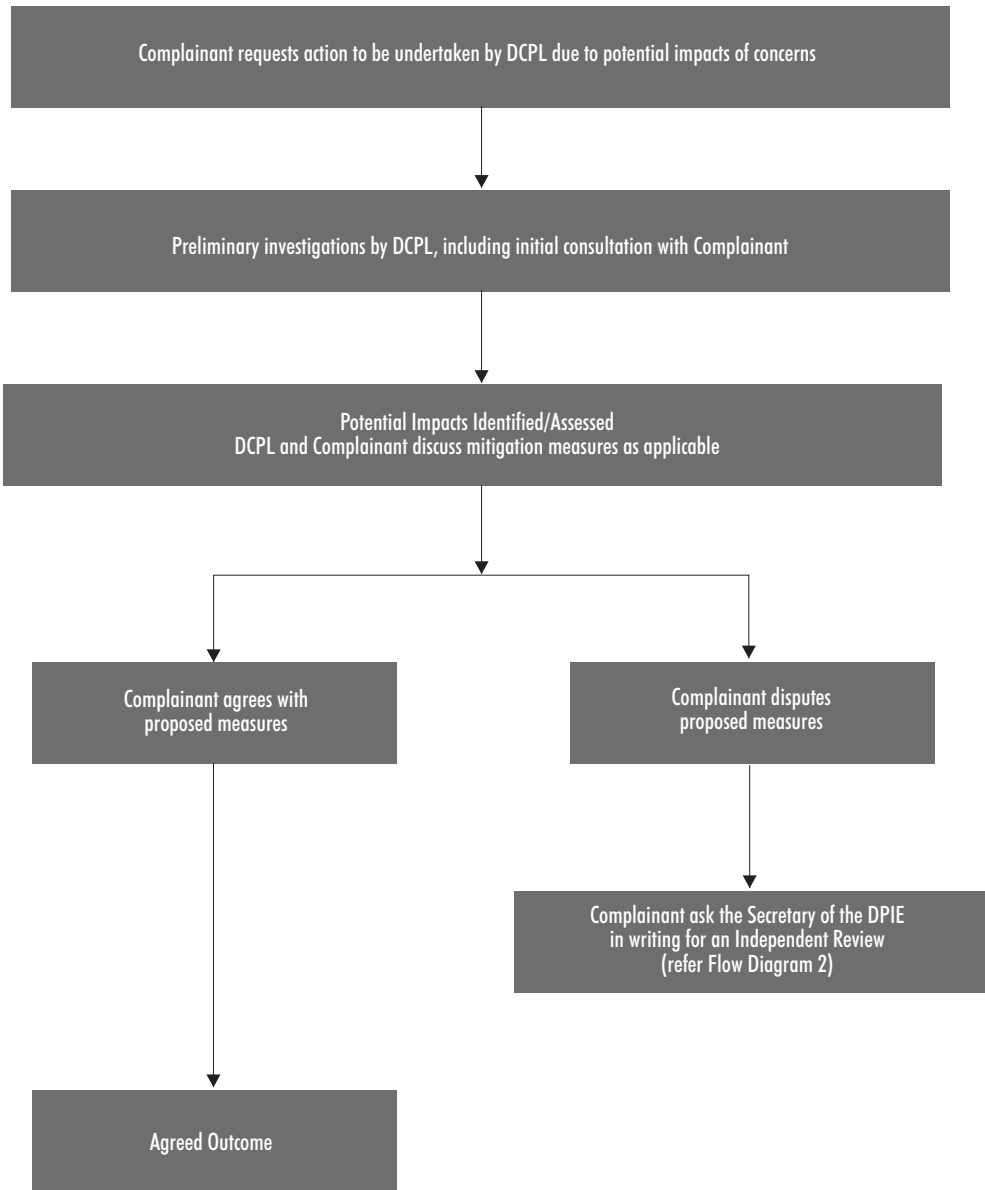 Complainant requests action to be undertaken by DCPL due to potential impacts of concerns
Preliminary investigations by DCPL, including initial consultation with Complainant
Potential Impacts Identified/Assessed
DCPL and Complainant discuss mitigation measures as applicable
Complainant agrees with
proposed measures
Complainant disputes
proposed measures
Complainant ask the Secretary of the DPIE
in writing for an Independent Review
(refer Flow Diagram 2)
Agreed Outcome